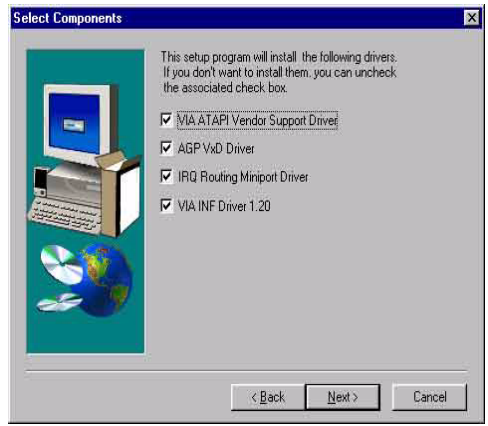 Select Components
This setup program will install the following drivers.
If you don't want to install them. you can uncheck
the associated check box.
VIA ATAPI Vendor Support Driver
AGP VxD Driver
IRQ Routing Miniport Driver
VIA INF Driver 1.20
< Back
Next >
Cancel